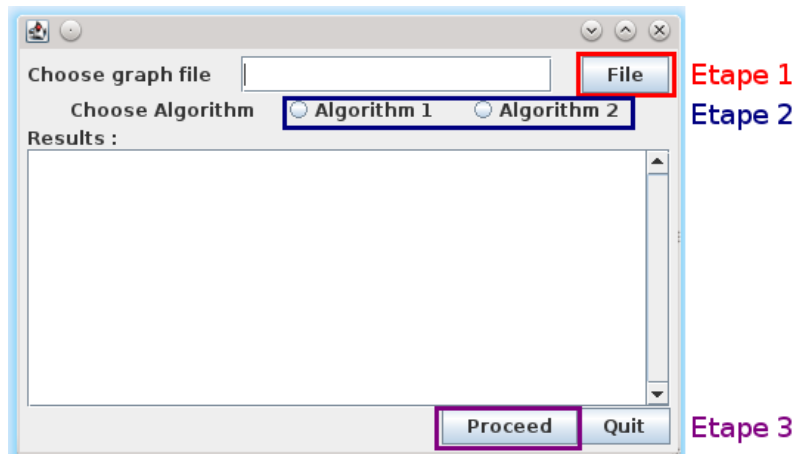 Choose graph file File Etape 1
Choose Algorithm Algorithm 1 Algorithm 2 Etape 2
Results :
Proceed Quit Etape 3